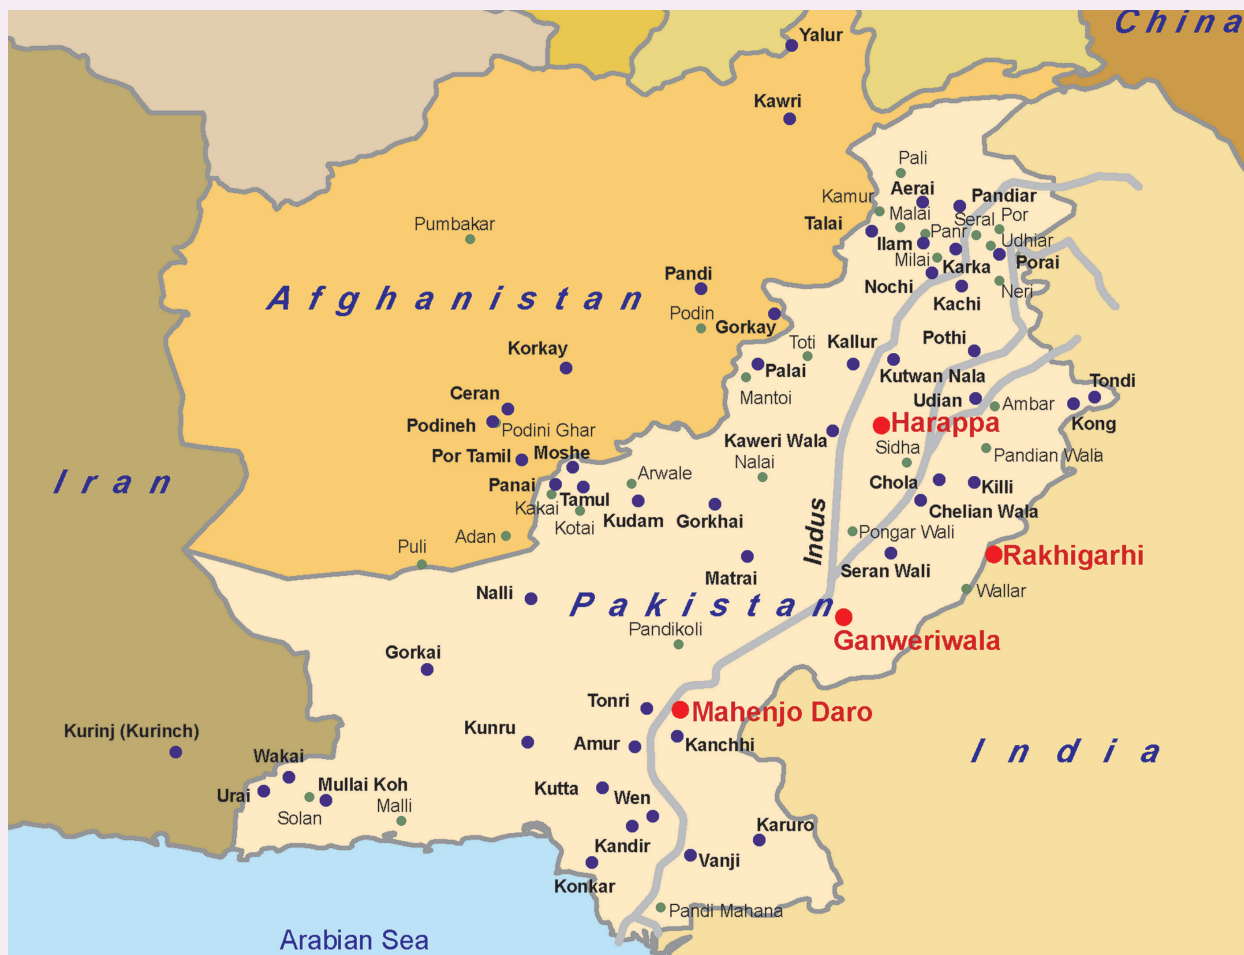 China
Yalur
Kawri
Pali
Aerai
Kamur
Pandiar
Malai
Seral
Por
Talai
Panr
Pumbakar
Ilam
Udhiar
Milai
Karka
Porai
Pandi
Nochi
Neri
Afghanistan
Kachi
Podin
Gorkay
Toti
Kallur
Pothi
Korkay
Palai
Kutwan Nala
Tondi
Ceran
Mantoi
Udian
Ambar
Podineh
Podini Ghar
Harappa
Kong
Kaweri Wala
Por Tamil
Moshe
Sidha
Pandian Wala
Nalai
Iran
Panai
Arwale
Chola
Killi
Kakai
Tamul
Kotai
Kudam
Gorkhai
Chelian Wala
Indus
Adan
Pongar Wali
Puli
Rakhigarhi
Matrai
Seran Wali
Nalli
Pakistan
Wallar
Pandikoli
Ganweriwala
Gorkai
Tonri
Mahenjo Daro
Kurinj (Kurinch)
Kunru
Amur
Kanchhi
India
Wakai
Urai
Mullai Koh
Kutta
Wen
Solan
Malli
Karuro
Kandir
Vanji
Konkar
Pandi Mahana
Arabian Sea